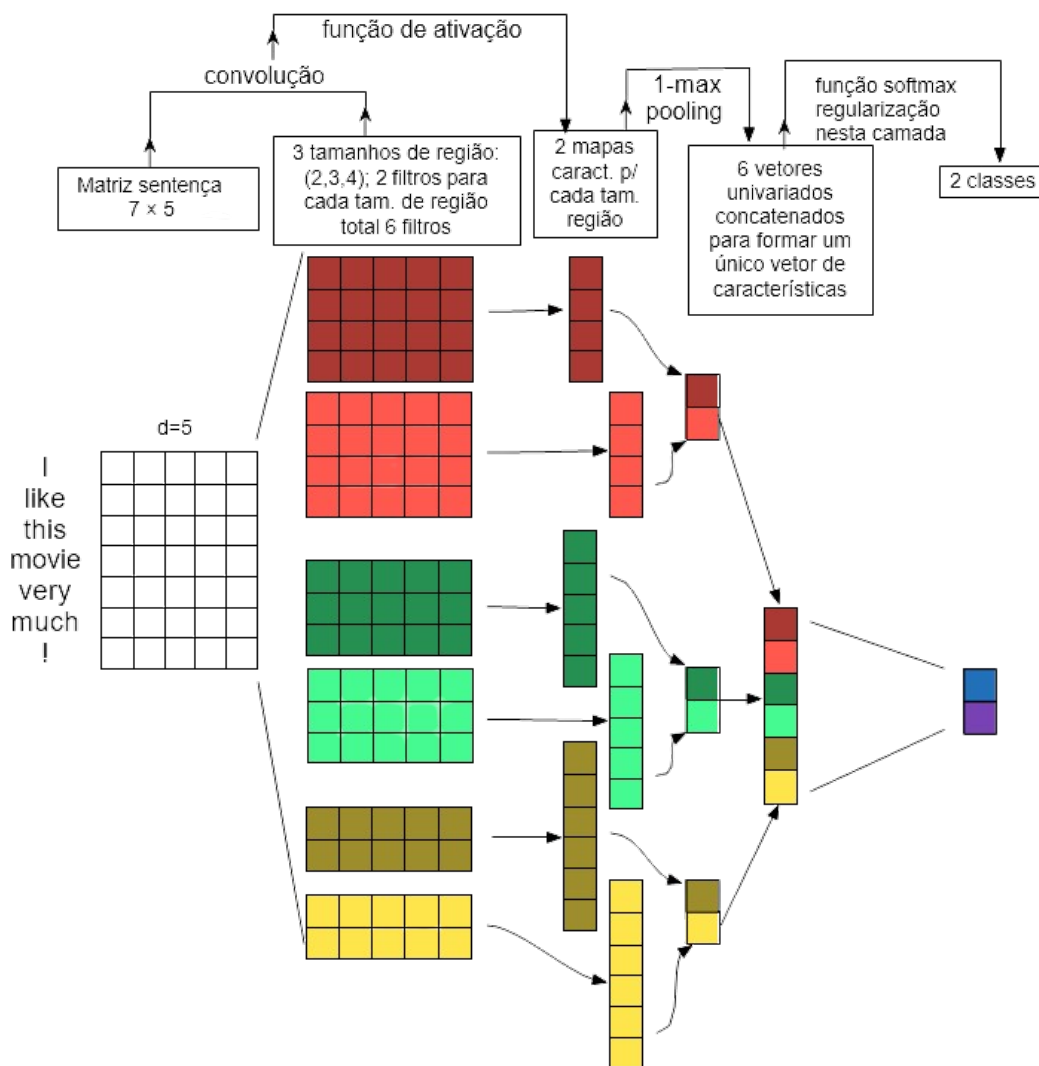 função de ativação
convolução
1-max
pooling
função softmax
regularização
nesta camada
Matriz sentença
7 × 5
3 tamanhos de região:
(2,3,4); 2 filtros para
cada tam. de região
total 6 filtros
2 mapas
caract. p/
cada tam.
região
6 vetores
univariados
concatenados
para formar um
único vetor de
características
2 classes
d=5
I
like
this
movie
very
much
!